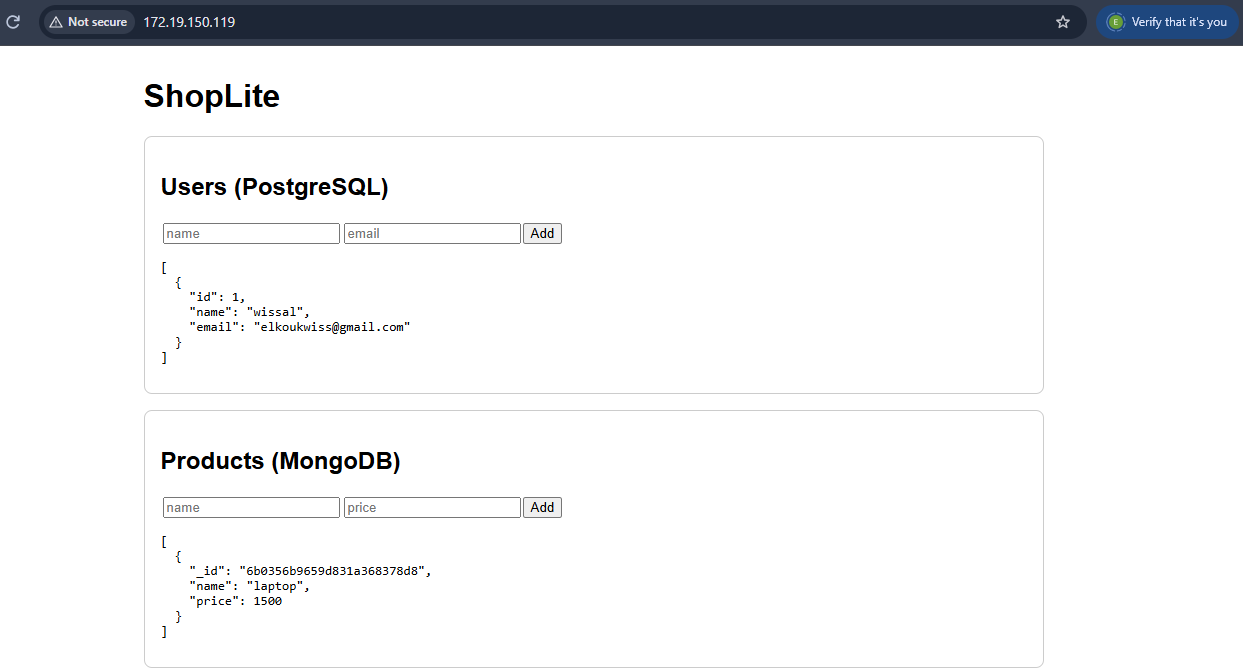 Not secure 172.19.150.119 E Verify that it's you
ShopLite
Users (PostgreSQL)
name email Add
[
  {
    "id": 1,
    "name": "wissal",
    "email": "elkoukwiss@gmail.com"
  }
]
Products (MongoDB)
name price Add
[
  {
    "_id": "6b0356b9659d831a368378d8",
    "name": "laptop",
    "price": 1500
  }
]